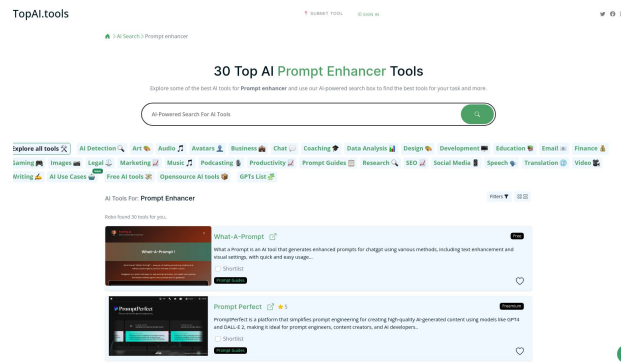 TopAI.tools
SUBMIT TOOL
SIGN IN
AI Search
Prompt enhancer
30 Top AI Prompt Enhancer Tools
Explore some of the best AI tools for Prompt enhancer and use our AI-powered search box to find the best tools for your task and more.
AI-Powered Search For AI Tools
Explore all tools AI Detection Art Audio Avatars Business Chat Coaching Data Analysis Design Development Education Email Finance
Gaming Images Legal Marketing Music Podcasting Productivity Prompt Guides Research SEO Social Media Speech Translation Video
Writing AI Use Cases Free AI tools Opensource AI tools GPTs List
AI Tools For: Prompt Enhancer
Filters
Robo found 30 tools for you..
What-A-Prompt !
What-A-Prompt
Free
What a Prompt is an AI tool that generates enhanced prompts for chatgpt using various methods, including text enhancement and
visual settings, with quick and easy usage...
Shortlist
Prompt Guides
PromptPerfect
Prompt Perfect 5
Freemium
PromptPerfect is a platform that simplifies prompt engineering for creating high-quality AI-generated content using models like GPT4
and DALL-E 2, making it ideal for prompt engineers, content creators, and AI developers...
Shortlist
Prompt Guides